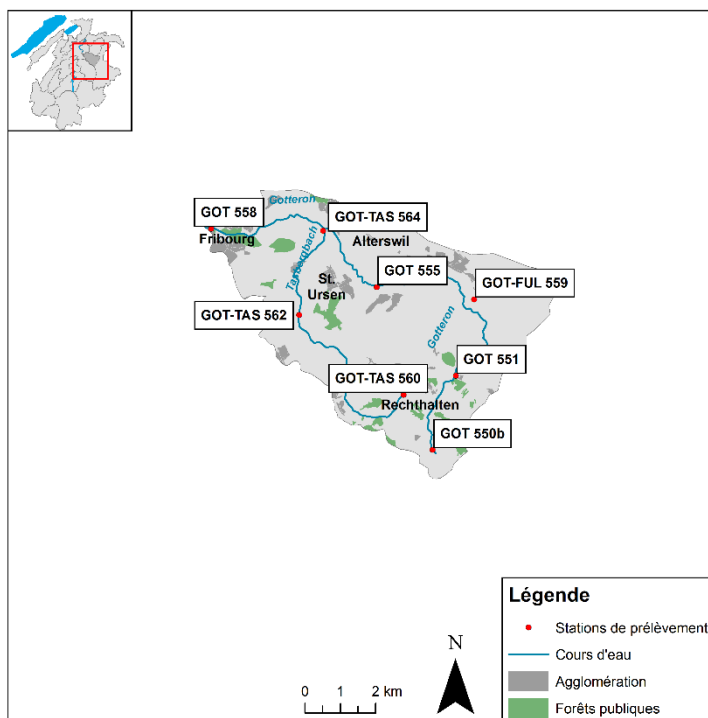 Gotteron
GOT 558
GOT-TAS 564
Fribourg
Alterswil
Tasbergbach
GOT 555
St.
Ursen
GOT-FUL 559
GOT-TAS 562
Gotteron
GOT 551
GOT-TAS 560
Rechthalten
GOT 550b
Légende
Stations de prélèvement
Cours d'eau
Agglomération
Forêts publiques
N
0 1 2 km